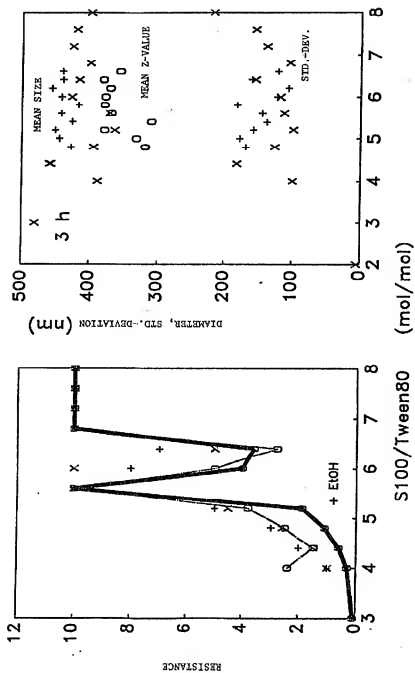 RESISTANCE
12
10
8
6
4
2
0
+ EtOH
3
4
5
6
7
8
S100/Tween80
DIAMETER, STD.-DEVIATION (nm)
500
400
300
200
100
0
3 h
MEAN SIZE
MEAN Z-VALUE
STD.-DEV.
2
3
4
5
6
7
8
(mol/mol)